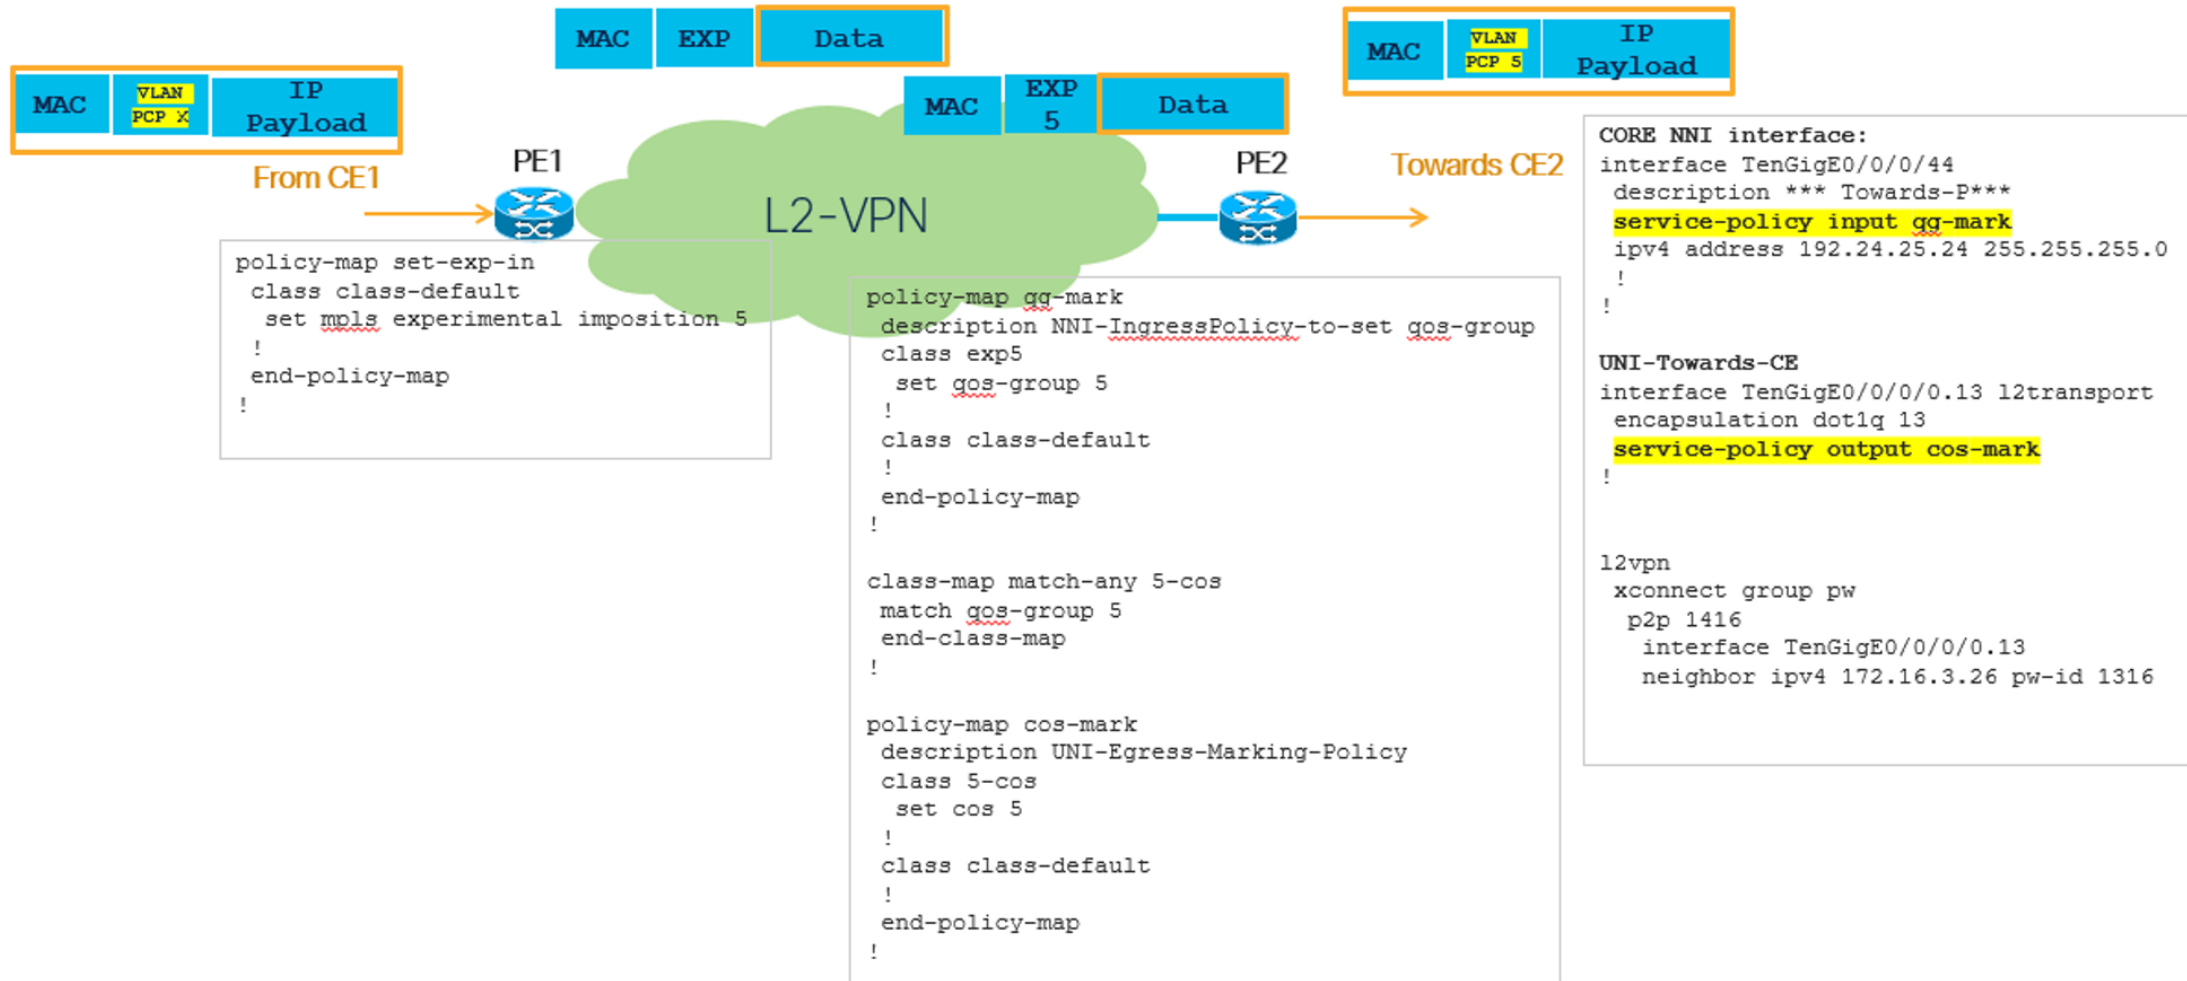 MAC EXP Data
MAC VLAN PCP 5 IP Payload
MAC VLAN PCP X IP Payload
MAC EXP 5 Data
From CE1
PE1
L2-VPN
PE2
Towards CE2
policy-map set-exp-in
class class-default
set mpls experimental imposition 5
!
end-policy-map
!
policy-map qg-mark
description NNI-IngressPolicy-to-set qos-group
class exp5
set qos-group 5
!
class class-default
!
end-policy-map
!
class-map match-any 5-cos
match qos-group 5
end-class-map
!
policy-map cos-mark
description UNI-Egress-Marking-Policy
class 5-cos
set cos 5
!
class class-default
!
end-policy-map
!
CORE NNI interface:
interface TenGigE0/0/0/44
description *** Towards-P***
service-policy input qg-mark
ipv4 address 192.24.25.24 255.255.255.0
!
!
UNI-Towards-CE
interface TenGigE0/0/0/0.13 l2transport
encapsulation dot1q 13
service-policy output cos-mark
!
l2vpn
xconnect group pw
p2p 1416
interface TenGigE0/0/0/0.13
neighbor ipv4 172.16.3.26 pw-id 1316